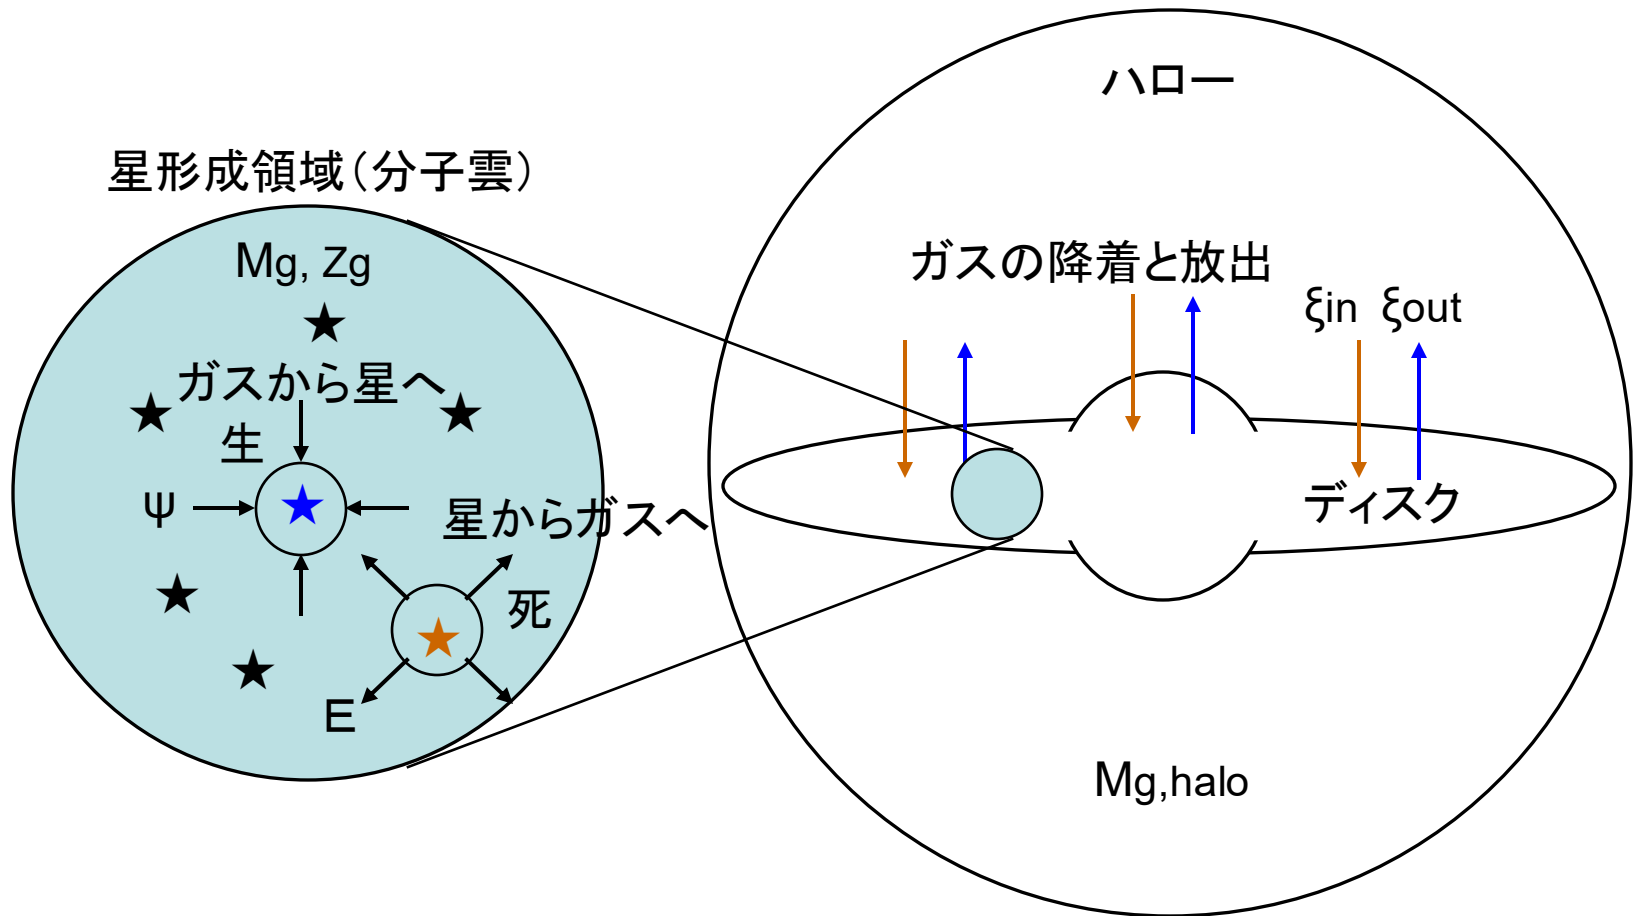 ハロー
星形成領域（分子雲）
Mg, Zg
ガスから星へ
生
ψ
星からガスへ
死
E
ガスの降着と放出
ξin ξout
ディスク
Mg,halo